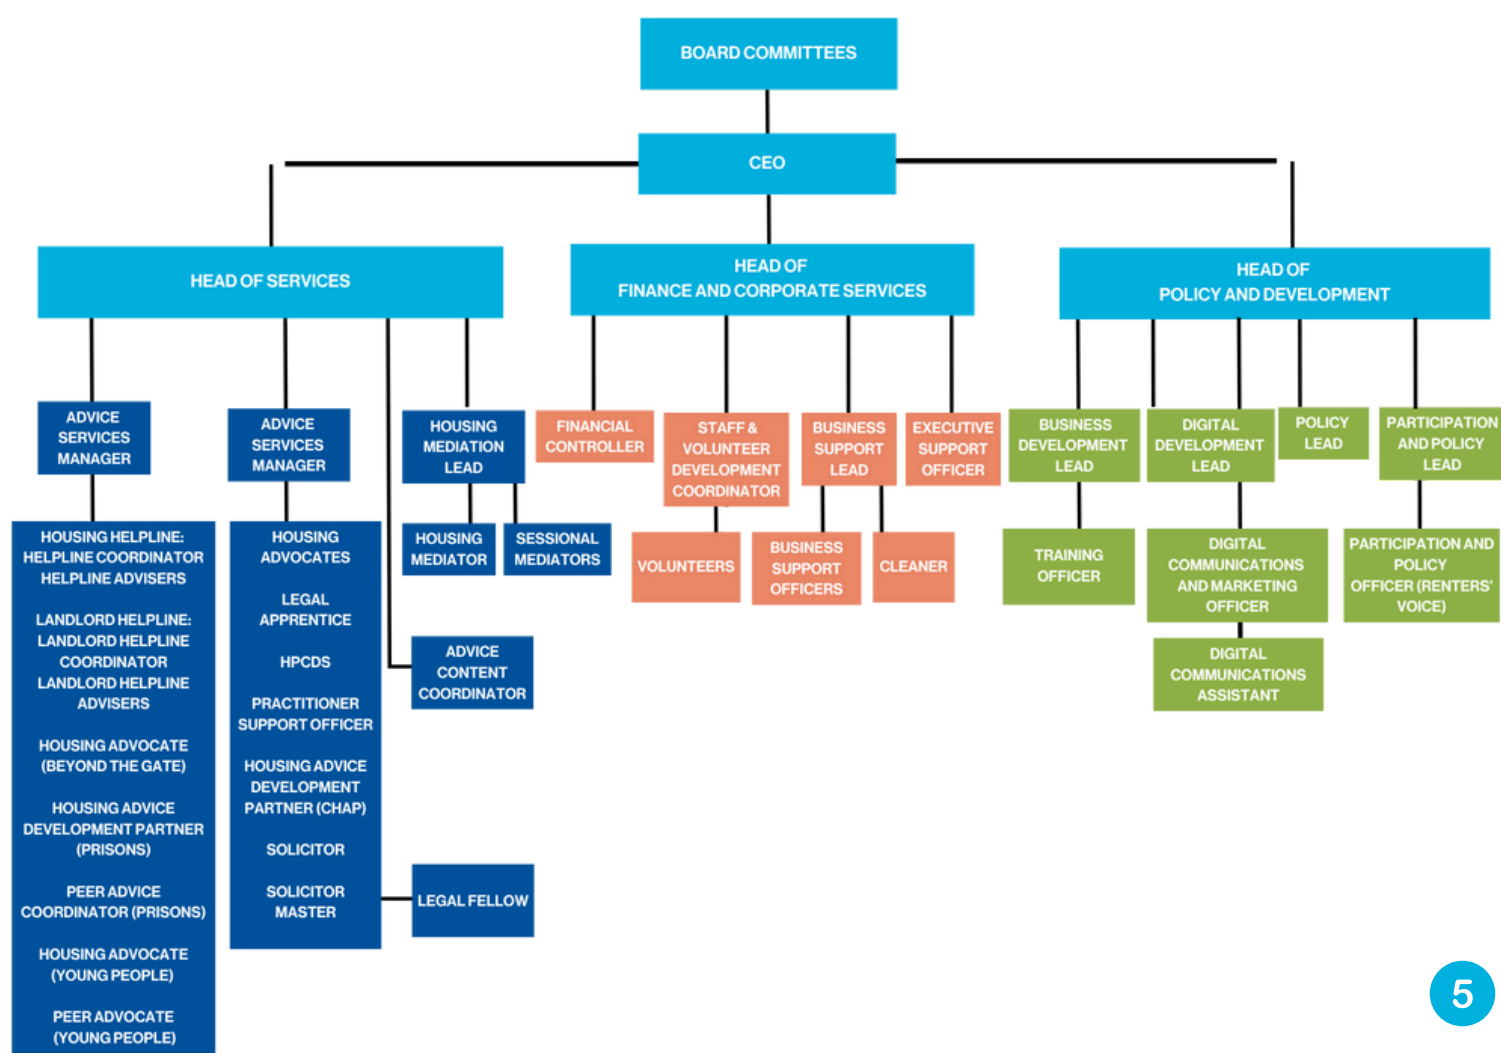 BOARD COMMITTEES
CEO
HEAD OF SERVICES
HEAD OF
FINANCE AND CORPORATE SERVICES
HEAD OF
POLICY AND DEVELOPMENT
ADVICE
SERVICES
MANAGER
HOUSING HELPLINE:
HELPLINE COORDINATOR
HELPLINE ADVISERS
LANDLORD HELPLINE:
LANDLORD HELPLINE
COORDINATOR
LANDLORD HELPLINE
ADVISERS
HOUSING ADVOCATE
(BEYOND THE GATE)
HOUSING ADVICE
DEVELOPMENT PARTNER
(PRISONS)
PEER ADVICE
COORDINATOR (PRISONS)
HOUSING ADVOCATE
(YOUNG PEOPLE)
PEER ADVOCATE
(YOUNG PEOPLE)
ADVICE
SERVICES
MANAGER
HOUSING
ADVOCATES
LEGAL
APPRENTICE
HPCDS
PRACTITIONER
SUPPORT OFFICER
HOUSING ADVICE
DEVELOPMENT
PARTNER (CHAP)
SOLICITOR
SOLICITOR
MASTER
LEGAL FELLOW
ADVICE
CONTENT
COORDINATOR
HOUSING
MEDIATION
LEAD
HOUSING
MEDIATOR
SESSIONAL
MEDIATORS
FINANCIAL
CONTROLLER
STAFF &
VOLUNTEER
DEVELOPMENT
COORDINATOR
VOLUNTEERS
BUSINESS
SUPPORT
LEAD
BUSINESS
SUPPORT
OFFICERS
CLEANER
EXECUTIVE
SUPPORT
OFFICER
BUSINESS
DEVELOPMENT
LEAD
TRAINING
OFFICER
DIGITAL
DEVELOPMENT
LEAD
DIGITAL
COMMUNICATIONS
AND MARKETING
OFFICER
DIGITAL
COMMUNICATIONS
ASSISTANT
POLICY
LEAD
PARTICIPATION
AND POLICY
LEAD
PARTICIPATION AND
POLICY
OFFICER (RENTERS'
VOICE)
5